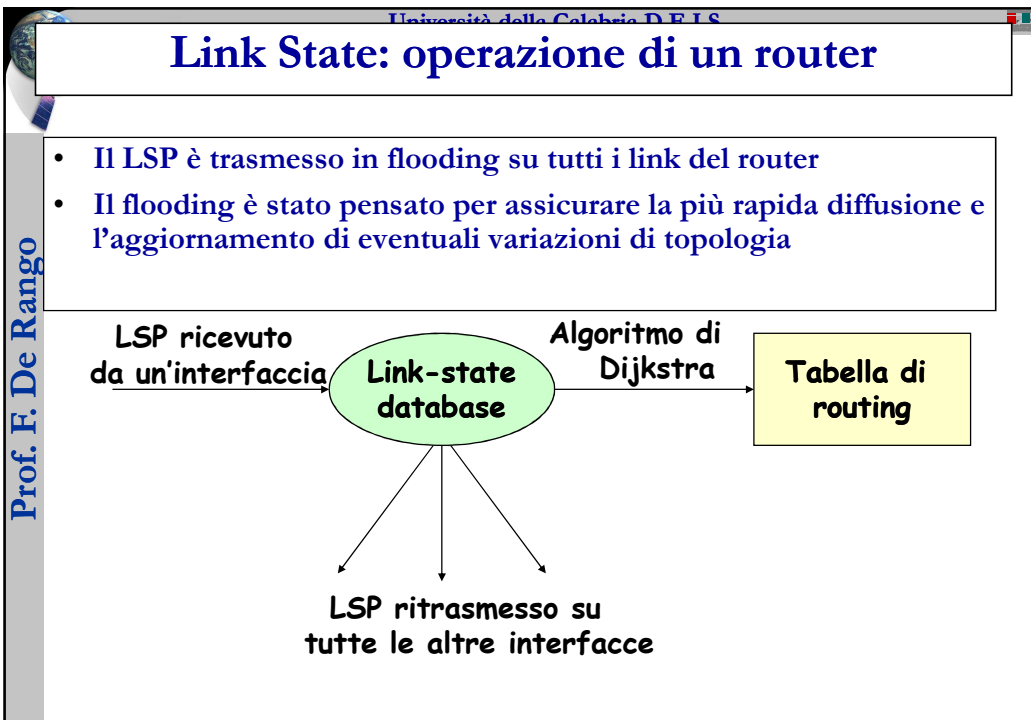 Link State: operazione di un router
• Il LSP è trasmesso in flooding su tutti i link del router
• Il flooding è stato pensato per assicurare la più rapida diffusione e
l'aggiornamento di eventuali variazioni di topologia
Prof. F. De Rango
LSP ricevuto
da un'interfaccia
Link-state
database
Algoritmo di
Dijkstra
Tabella di
routing
LSP ritrasmesso su
tutte le altre interfacce